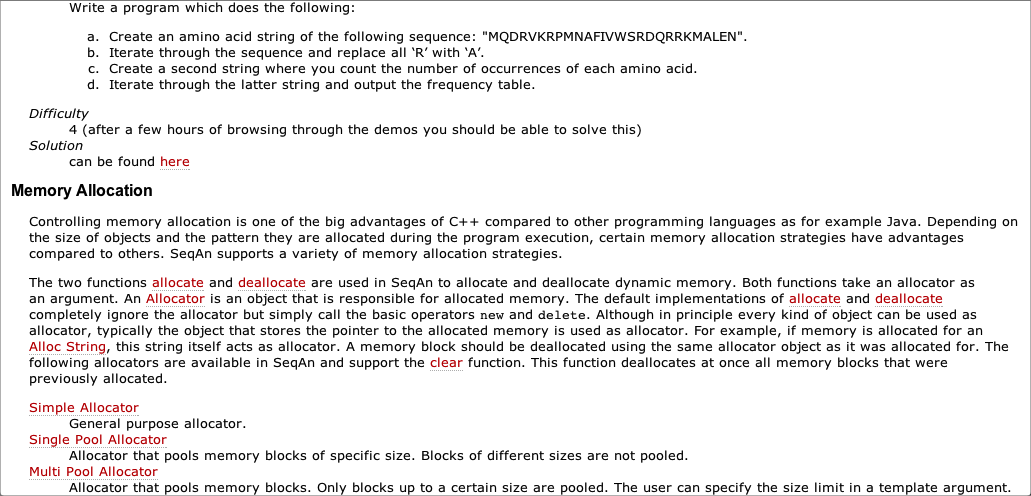 Write a program which does the following:
a. Create an amino acid string of the following sequence: "MQDRVKRPMNAFIVWSRDQRRKMALEN".
b. Iterate through the sequence and replace all ‘R’ with ‘A’.
c. Create a second string where you count the number of occurrences of each amino acid.
d. Iterate through the latter string and output the frequency table.
Difficulty
4 (after a few hours of browsing through the demos you should be able to solve this)
Solution
can be found here
Memory Allocation
Controlling memory allocation is one of the big advantages of C++ compared to other programming languages as for example Java. Depending on
the size of objects and the pattern they are allocated during the program execution, certain memory allocation strategies have advantages
compared to others. SeqAn supports a variety of memory allocation strategies.
The two functions allocate and deallocate are used in SeqAn to allocate and deallocate dynamic memory. Both functions take an allocator as
an argument. An Allocator is an object that is responsible for allocated memory. The default implementations of allocate and deallocate
completely ignore the allocator but simply call the basic operators new and delete. Although in principle every kind of object can be used as
allocator, typically the object that stores the pointer to the allocated memory is used as allocator. For example, if memory is allocated for an
Alloc String, this string itself acts as allocator. A memory block should be deallocated using the same allocator object as it was allocated for. The
following allocators are available in SeqAn and support the clear function. This function deallocates at once all memory blocks that were
previously allocated.
Simple Allocator
General purpose allocator.
Single Pool Allocator
Allocator that pools memory blocks of specific size. Blocks of different sizes are not pooled.
Multi Pool Allocator
Allocator that pools memory blocks. Only blocks up to a certain size are pooled. The user can specify the size limit in a template argument.